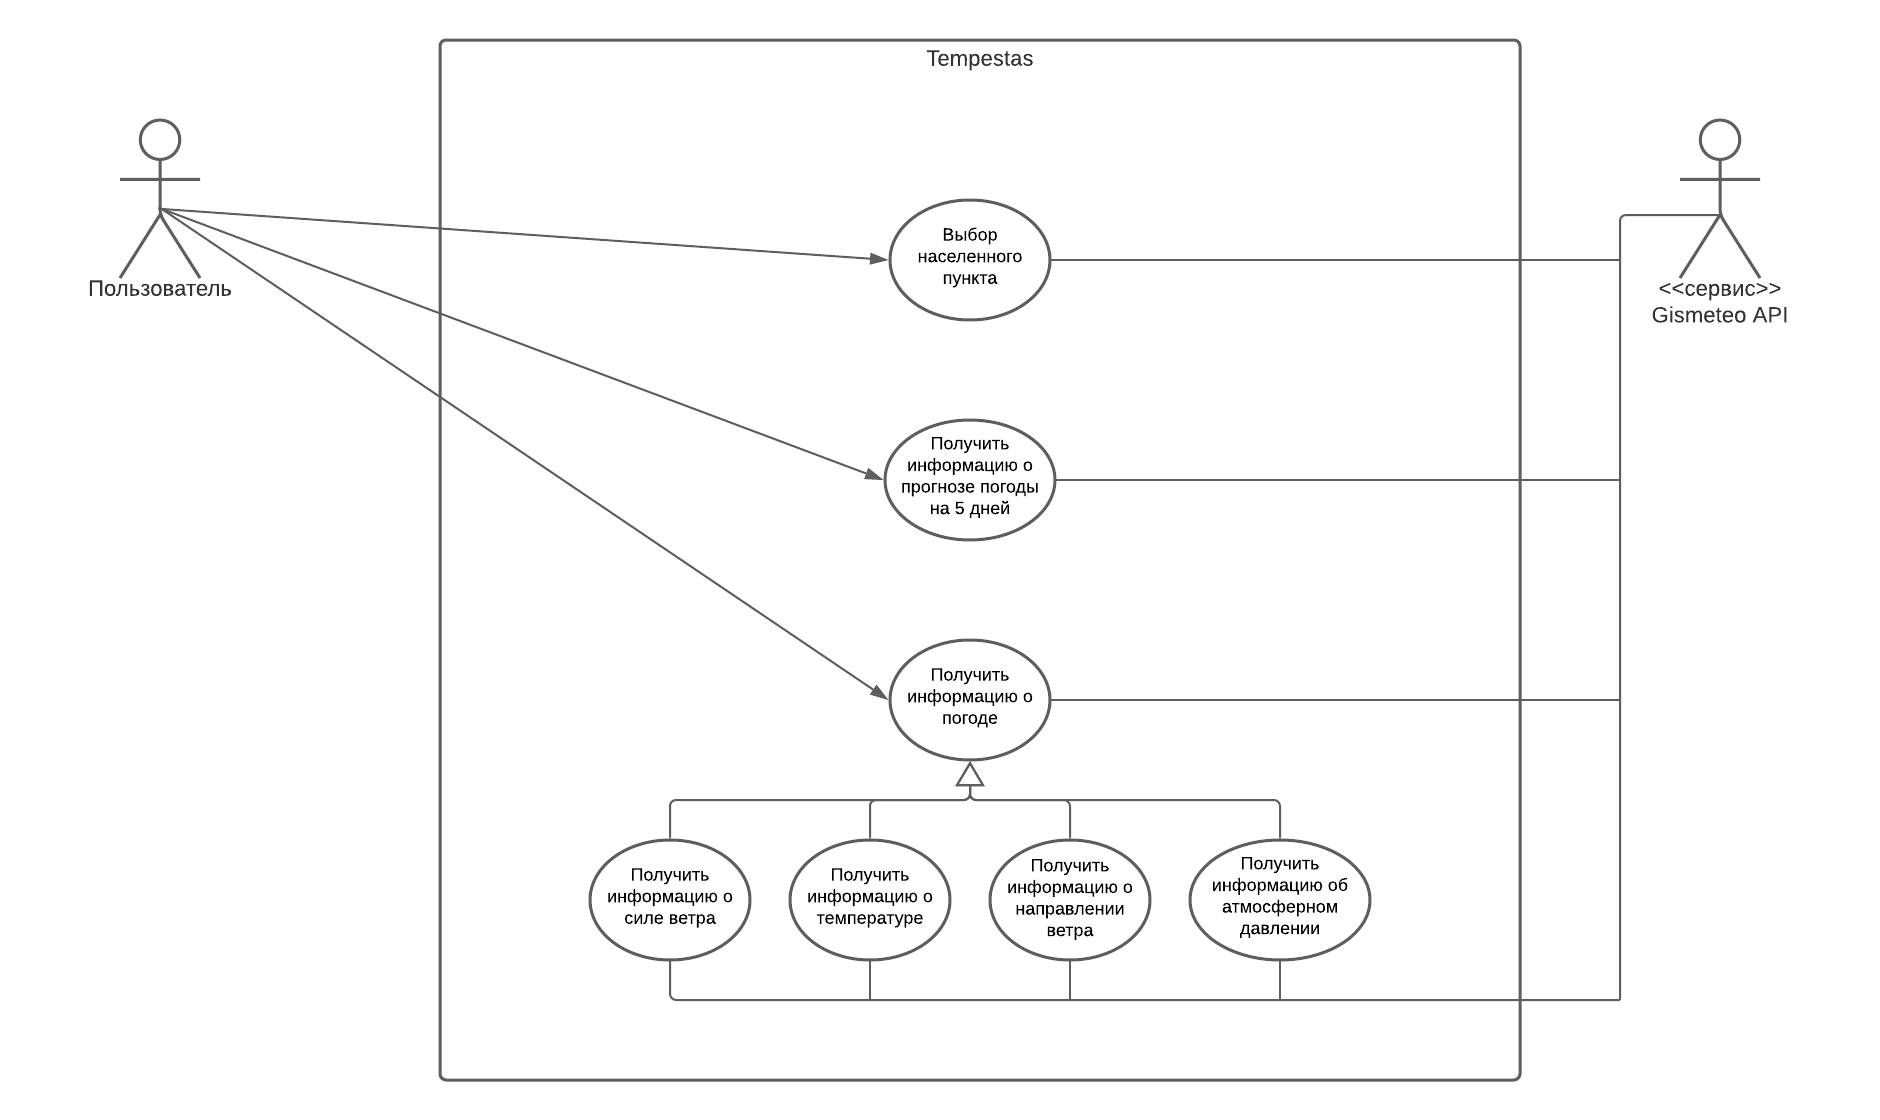 Tempestas
Пользователь
<<сервис>>
Gismeteo API
Выбор
населенного
пункта
Получить
информацию о
прогнозе погоды
на 5 дней
Получить
информацию о
погоде
Получить
информацию о
силе ветра
Получить
информацию о
температуре
Получить
информацию о
направлении
ветра
Получить
информацию об
атмосферном
давлении